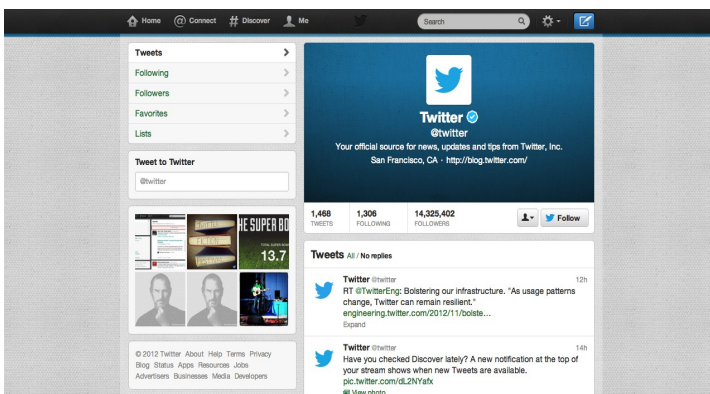 Home @ Connect # Discover Me Search
Tweets
Following
Followers
Favorites
Lists
Tweet to Twitter
@twitter
HE SUPER BO
13.7
© 2012 Twitter About Help Terms Privacy
Blog Status Apps Resources Jobs
Advertisers Businesses Media Developers
Twitter
@twitter
Your official source for news, updates and tips from Twitter, Inc.
San Francisco, CA · http://blog.twitter.com/
1,468 1,306 14,325,402
TWEETS FOLLOWING FOLLOWERS
Follow
Tweets All / No replies
Twitter @twitter 12h
RT @TwitterEng: Bolstering our infrastructure. "As usage patterns
change, Twitter can remain resilient."
engineering.twitter.com/2012/11/bolste…
Expand
Twitter @twitter 14h
Have you checked Discover lately? A new notification at the top of
your stream shows when new Tweets are available.
pic.twitter.com/dL2NYafx
View photo